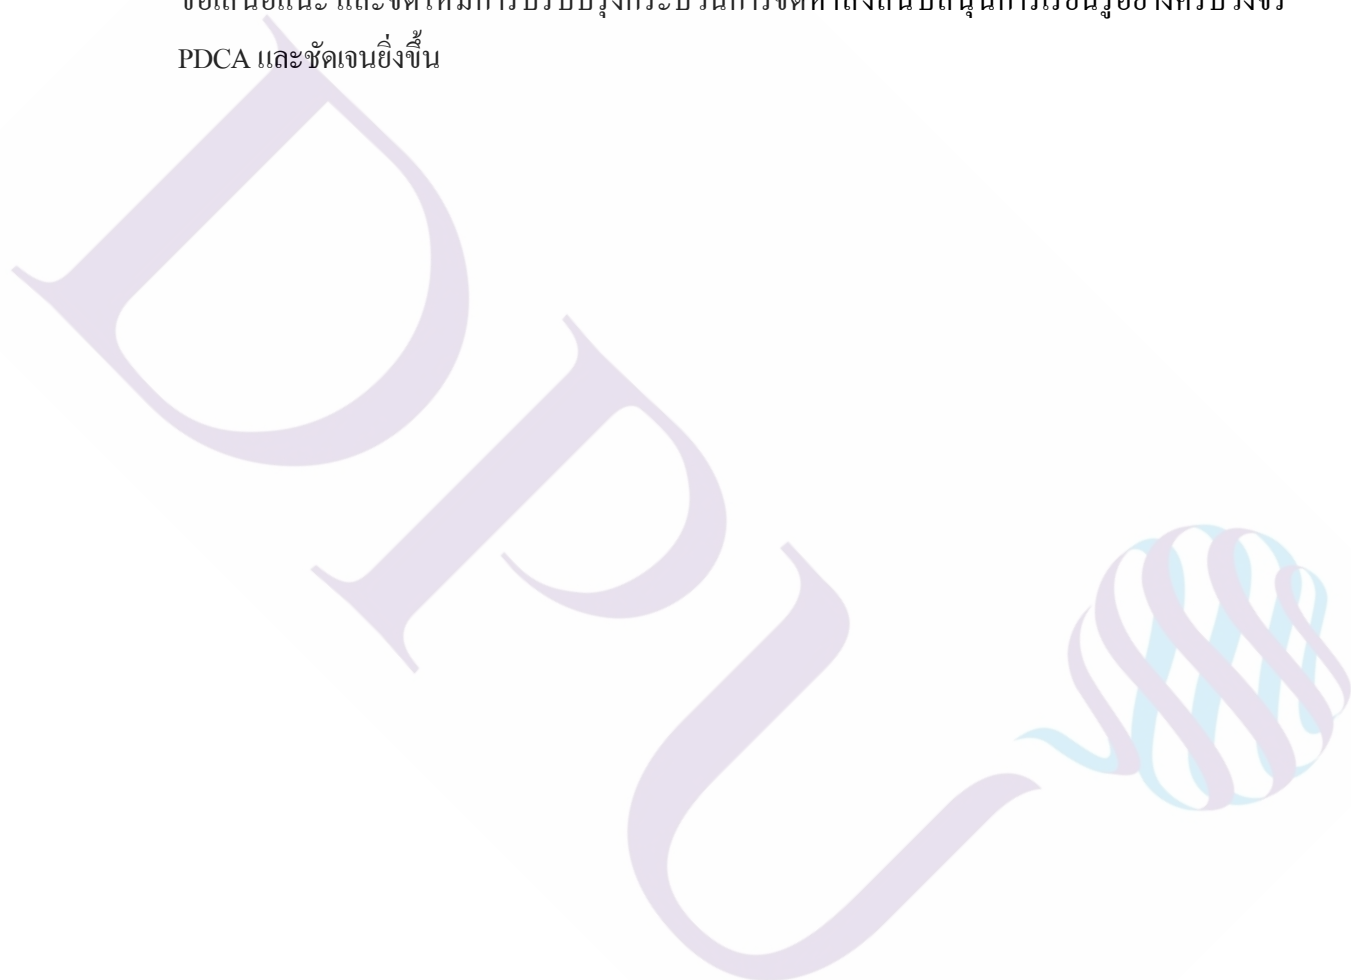 ข้อเสนอแนะ และจัดให้มีการปรับปรุงกระบวนการจัดหาสิ่งสนับสนุนการเรียนรู้อย่างครบวงจร
PDCA และชัดเจนยิ่งขึ้น
DPU